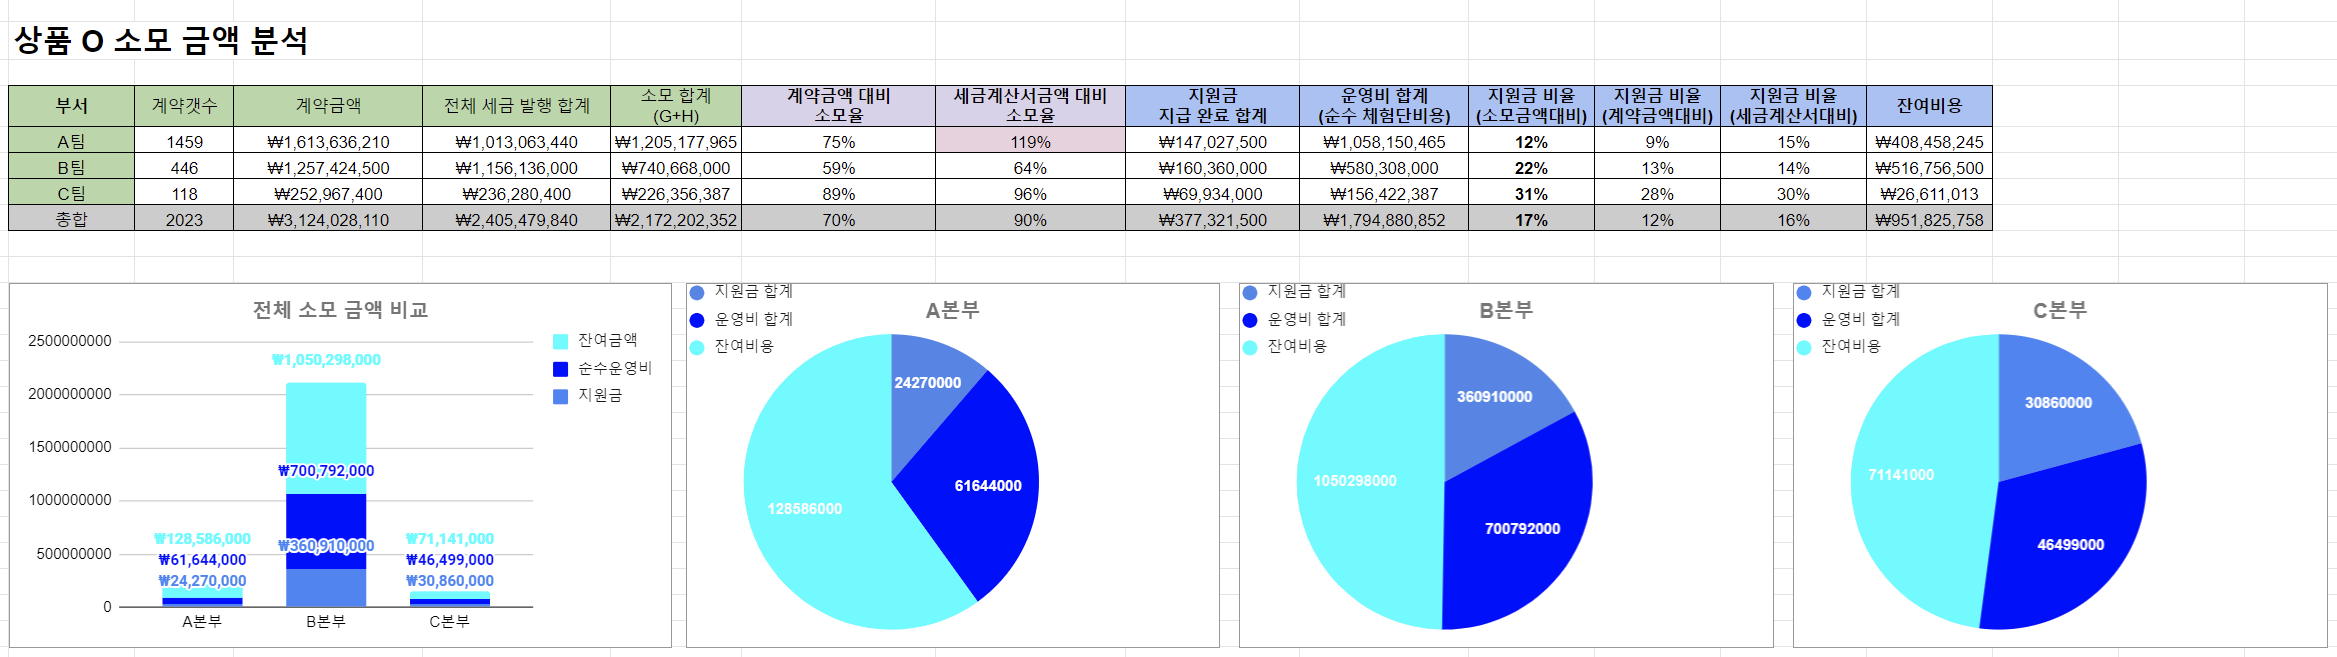 상품 O 소모 금액 분석
부서 계약갯수 계약금액 전체 세금 발행 합계 소모 합계 (G+H) 계약금액 대비 소모율 세금계산서금액 대비 소모율 지원금 지급 완료 합계 운영비 합계 (순수 체험단비용) 지원금 비율 (소모금액대비) 지원금 비율 (계약금액대비) 지원금 비율 (세금계산서대비) 잔여비용
A팀 1459 ₩1,613,636,210 ₩1,013,063,440 ₩1,205,177,965 75% 119% ₩147,027,500 ₩1,058,150,465 12% 9% 15% ₩408,458,245
B팀 446 ₩1,257,424,500 ₩1,156,136,000 ₩740,668,000 59% 64% ₩160,360,000 ₩580,308,000 22% 13% 14% ₩516,756,500
C팀 118 ₩252,967,400 ₩236,280,400 ₩226,356,387 89% 96% ₩69,934,000 ₩156,422,387 31% 28% 30% ₩26,611,013
총합 2023 ₩3,124,028,110 ₩2,405,479,840 ₩2,172,202,352 70% 90% ₩377,321,500 ₩1,794,880,852 17% 12% 16% ₩951,825,758
전체 소모 금액 비교
2500000000
2000000000
1500000000
1000000000
500000000
0
₩1,050,298,000
₩700,792,000
₩360,910,000
₩128,586,000
₩61,644,000
₩24,270,000
₩71,141,000
₩46,499,000
₩30,860,000
A본부 B본부 C본부
잔여금액
순수운영비
지원금
지원금 합계
운영비 합계
잔여비용
A본부
24270000
61644000
128586000
지원금 합계
운영비 합계
잔여비용
B본부
360910000
1050298000
700792000
지원금 합계
운영비 합계
잔여비용
C본부
30860000
71141000
46499000